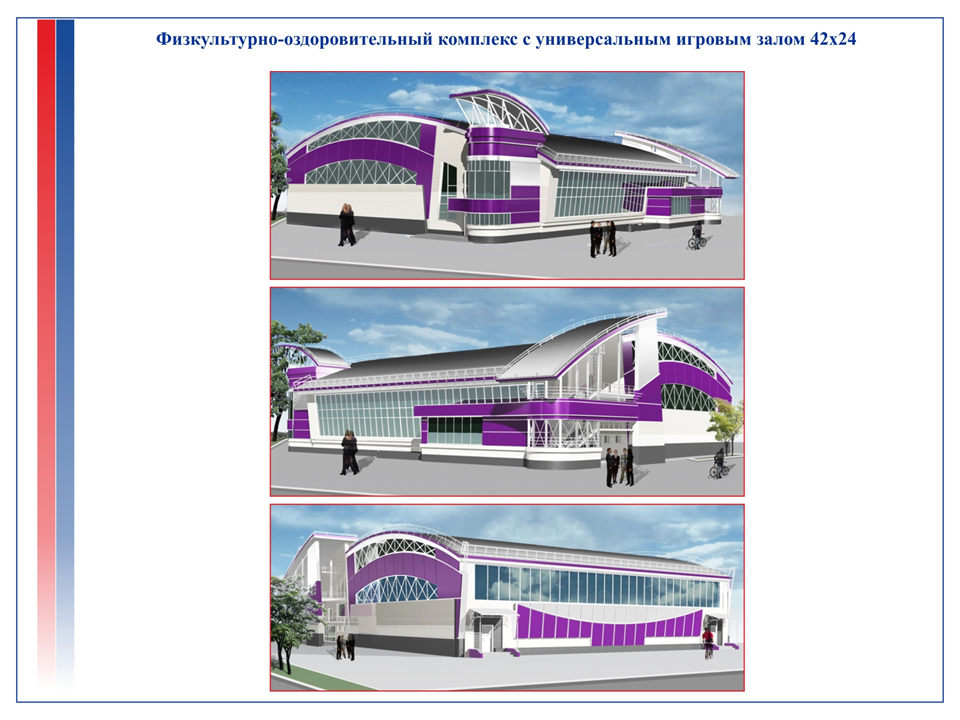 Физкультурно-оздоровительный комплекс с универсальным игровым залом 42х24